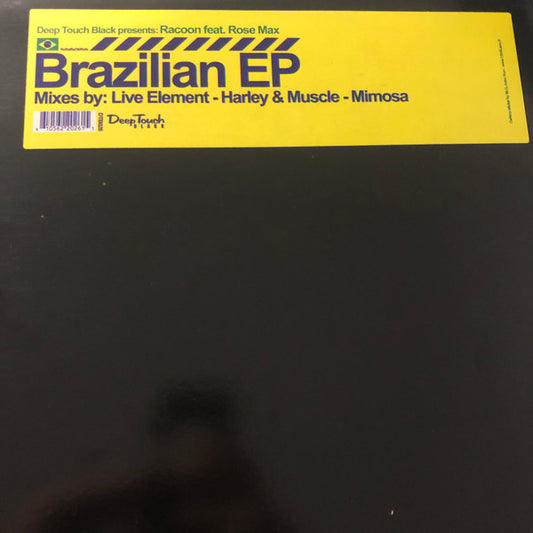 Deep Touch Black presents: Racoon feat. Rose Max
Brazilian EP
Mixes by: Live Element - Harley & Muscle - Mimosa
Deep Touch
BLACK